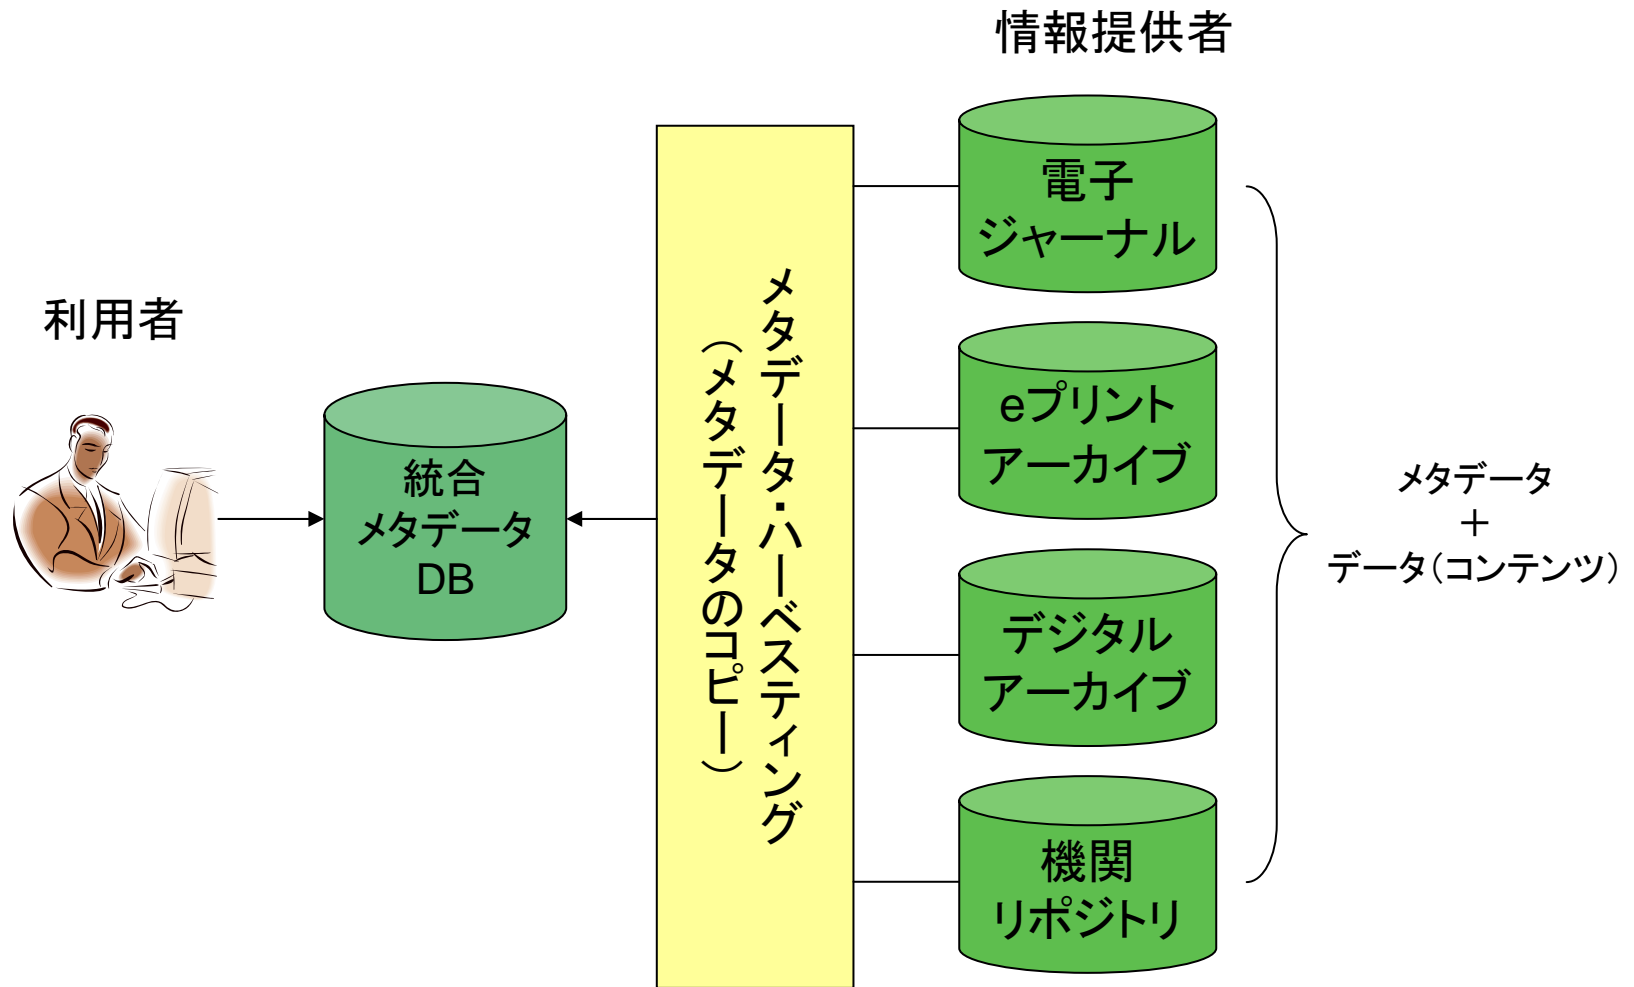 情報提供者
利用者
統合
メタデータ
DB
メタデータ・ハーベスティング
（メタデータのコピー）
電子
ジャーナル
eプリント
アーカイブ
デジタル
アーカイブ
機関
リポジトリ
メタデータ
＋
データ（コンテンツ）